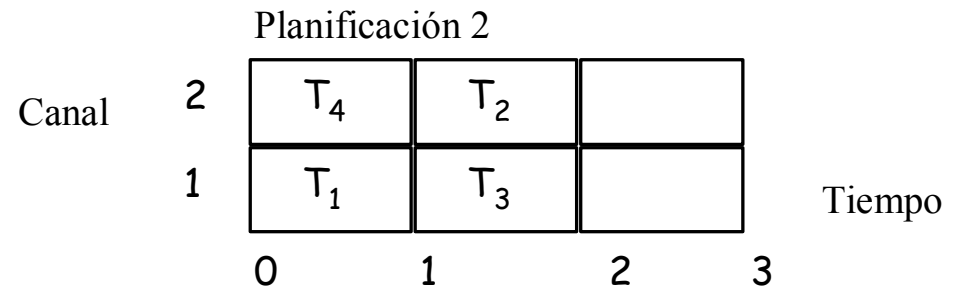 Planificación 2
Canal
2 T₄ T₂
1 T₁ T₃
Tiempo
0 1 2 3